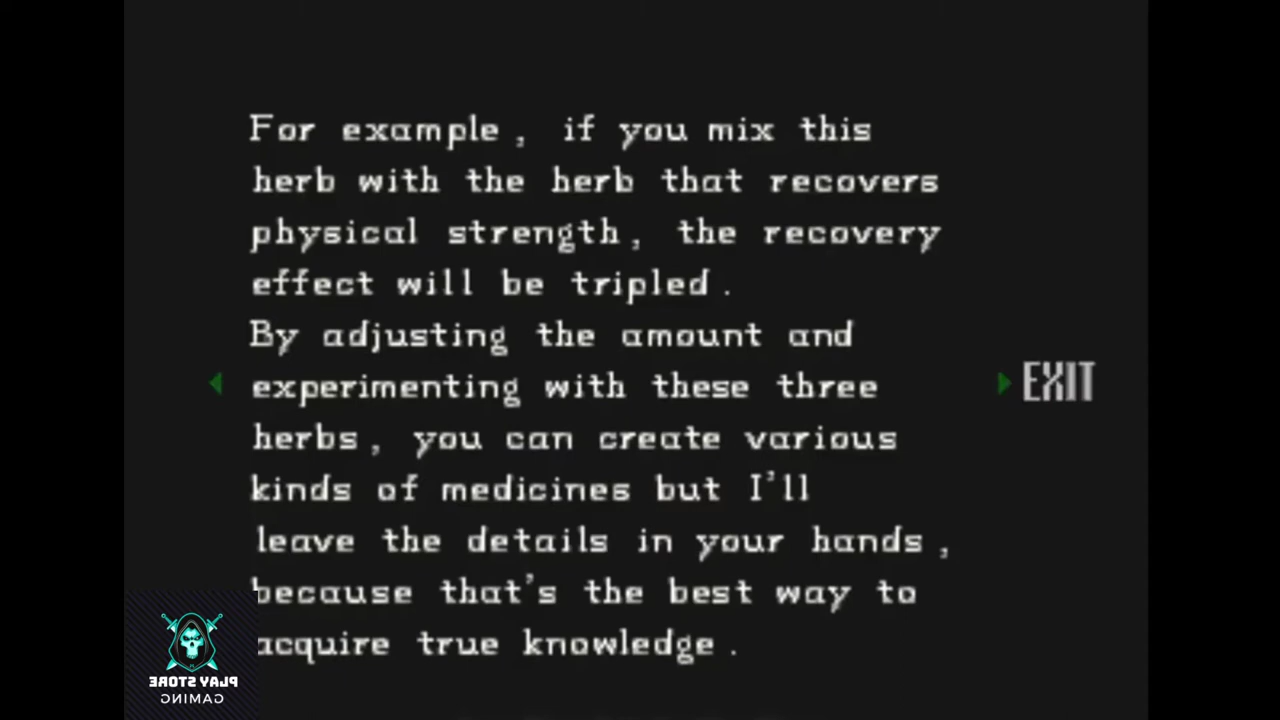 For example, if you mix this
herb with the herb that recovers
physical strength, the recovery
effect will be tripled.
By adjusting the amount and
experimenting with these three
herbs, you can create various
kinds of medicines but I'll
leave the details in your hands,
because that's the best way to
acquire true knowledge.
EXIT
PLAY STORE
GAMING